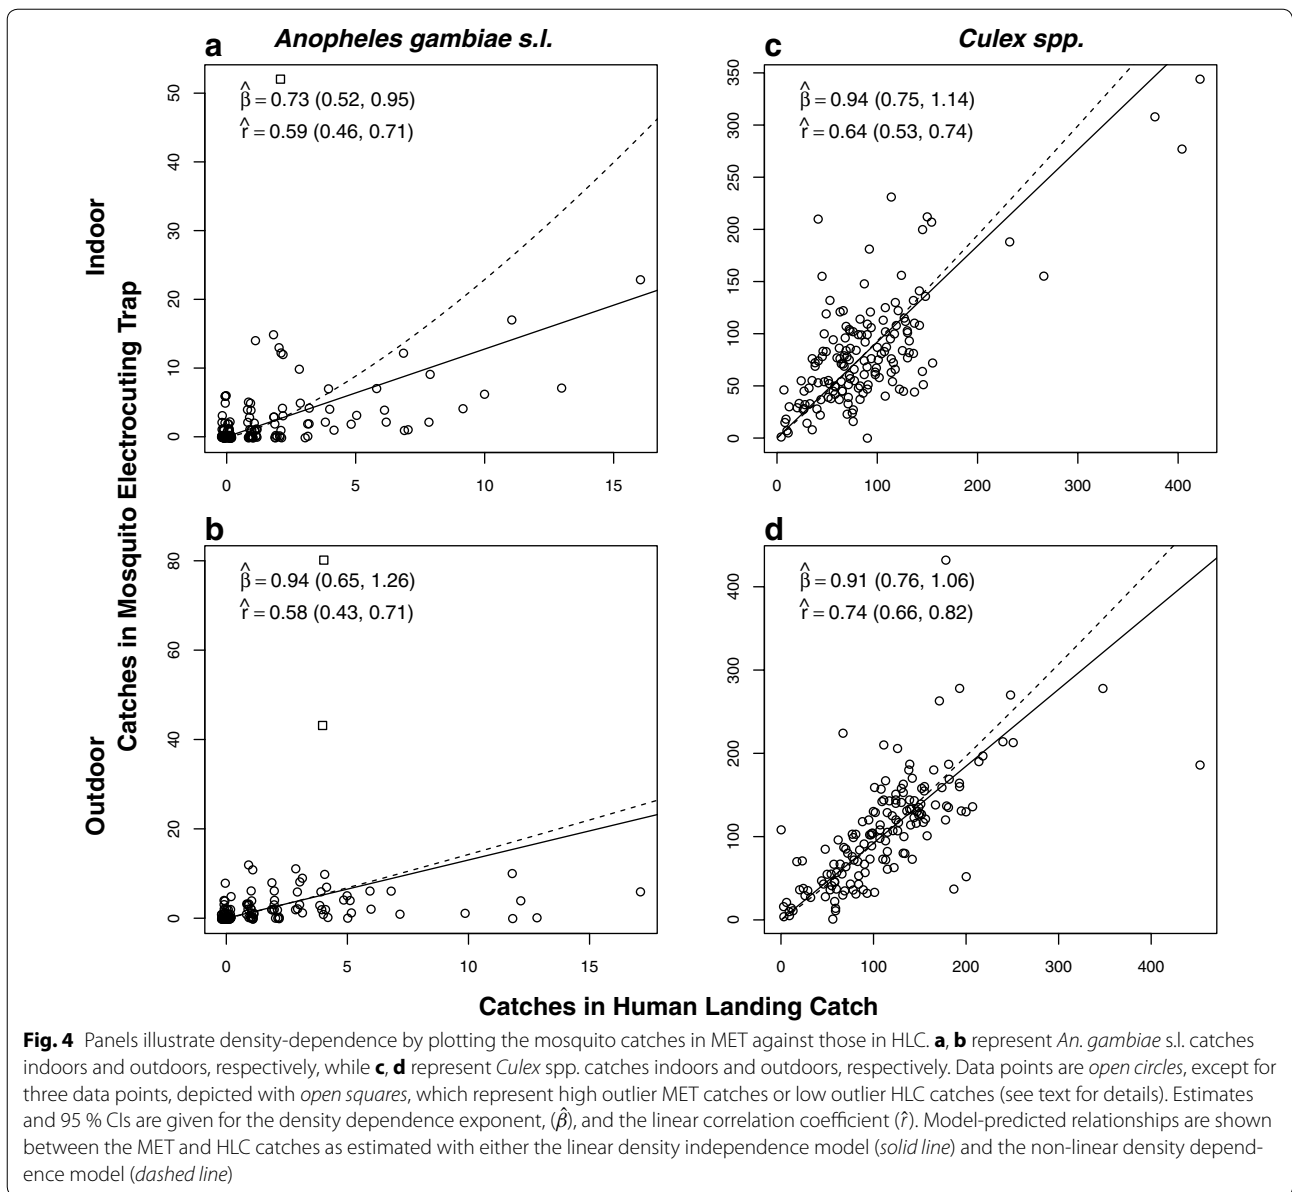 a
Anopheles gambiae s.l.
c
Culex spp.
Indoor
Outdoor
Catches in Mosquito Electrocuting Trap
β̂ = 0.73 (0.52, 0.95)
r̂ = 0.59 (0.46, 0.71)
50
40
30
20
10
0
0 5 10 15
β̂ = 0.94 (0.75, 1.14)
r̂ = 0.64 (0.53, 0.74)
350
300
250
200
150
100
50
0
0 100 200 300 400
b
β̂ = 0.94 (0.65, 1.26)
r̂ = 0.58 (0.43, 0.71)
80
60
40
20
0
0 5 10 15
d
β̂ = 0.91 (0.76, 1.06)
r̂ = 0.74 (0.66, 0.82)
400
300
200
100
0
0 100 200 300 400
Catches in Human Landing Catch
Fig. 4 Panels illustrate density-dependence by plotting the mosquito catches in MET against those in HLC. a, b represent An. gambiae s.l. catches
indoors and outdoors, respectively, while c, d represent Culex spp. catches indoors and outdoors, respectively. Data points are open circles, except for
three data points, depicted with open squares, which represent high outlier MET catches or low outlier HLC catches (see text for details). Estimates
and 95 % CIs are given for the density dependence exponent, (β̂), and the linear correlation coefficient (r̂). Model-predicted relationships are shown
between the MET and HLC catches as estimated with either the linear density independence model (solid line) and the non-linear density depend-
ence model (dashed line)